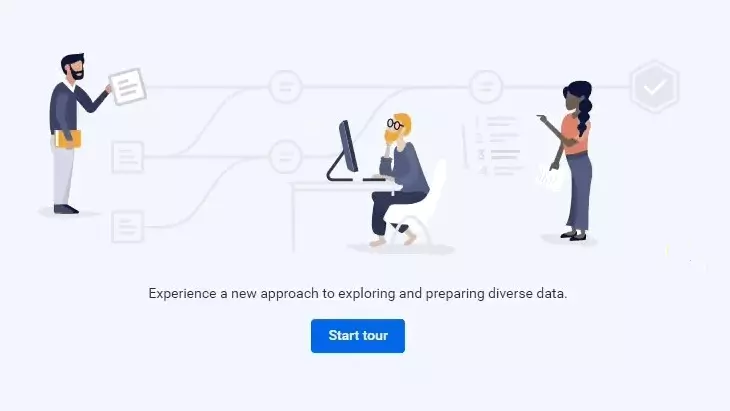 Experience a new approach to exploring and preparing diverse data.
Start tour